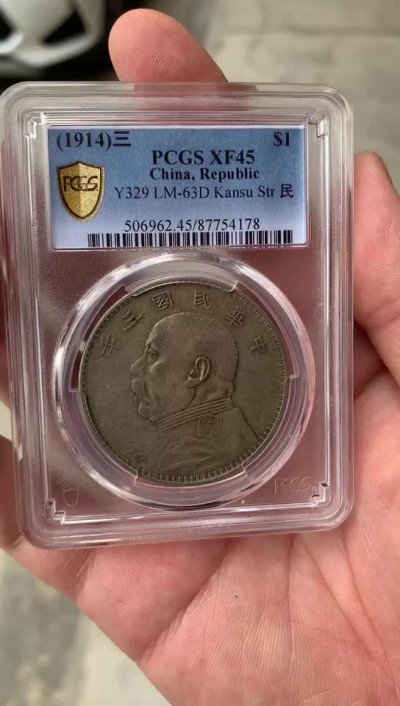 (1914)三 $1
PCGS XF45
China, Republic
Y329 LM-63D Kansu Str 民
506962.45/87754178
PCGS
中華民國三年
PCGS